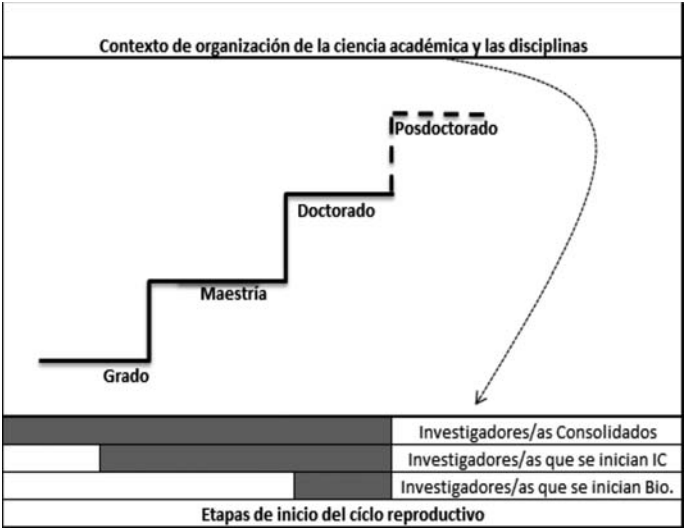 Contexto de organización de la ciencia académica y las disciplinas
Posdoctorado
Doctorado
Maestría
Grado
Investigadores/as Consolidados
Investigadores/as que se inician IC
Investigadores/as que se inician Bio.
Etapas de inicio del cíclo reproductivo